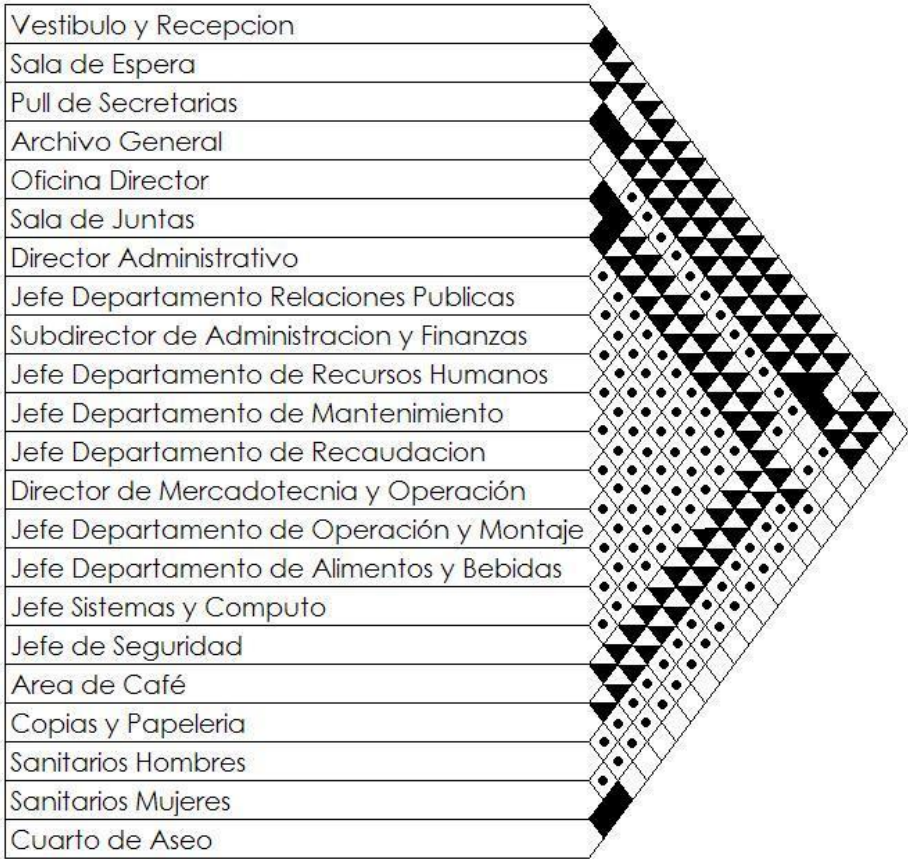 Vestibulo y Recepcion
Sala de Espera
Pull de Secretarias
Archivo General
Oficina Director
Sala de Juntas
Director Administrativo
Jefe Departamento Relaciones Publicas
Subdirector de Administracion y Finanzas
Jefe Departamento de Recursos Humanos
Jefe Departamento de Mantenimiento
Jefe Departamento de Recaudacion
Director de Mercadotecnia y Operación
Jefe Departamento de Operación y Montaje
Jefe Departamento de Alimentos y Bebidas
Jefe Sistemas y Computo
Jefe de Seguridad
Area de Café
Copias y Papeleria
Sanitarios Hombres
Sanitarios Mujeres
Cuarto de Aseo